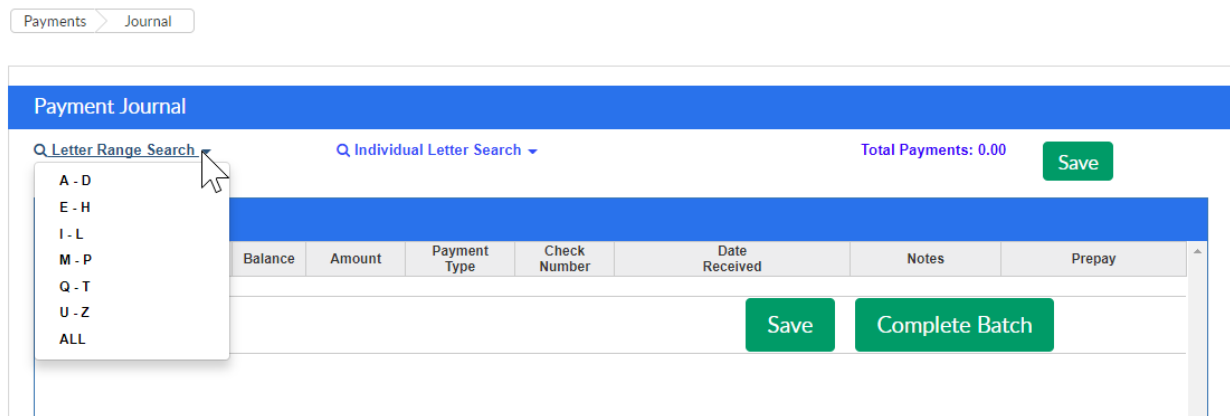 Payments Journal
Payment Journal
Letter Range Search Individual Letter Search Total Payments: 0.00 Save
A - D
E - H
I - L
M - P
Q - T
U - Z
ALL
Balance Amount Payment Type Check Number Date Received Notes Prepay
Save Complete Batch